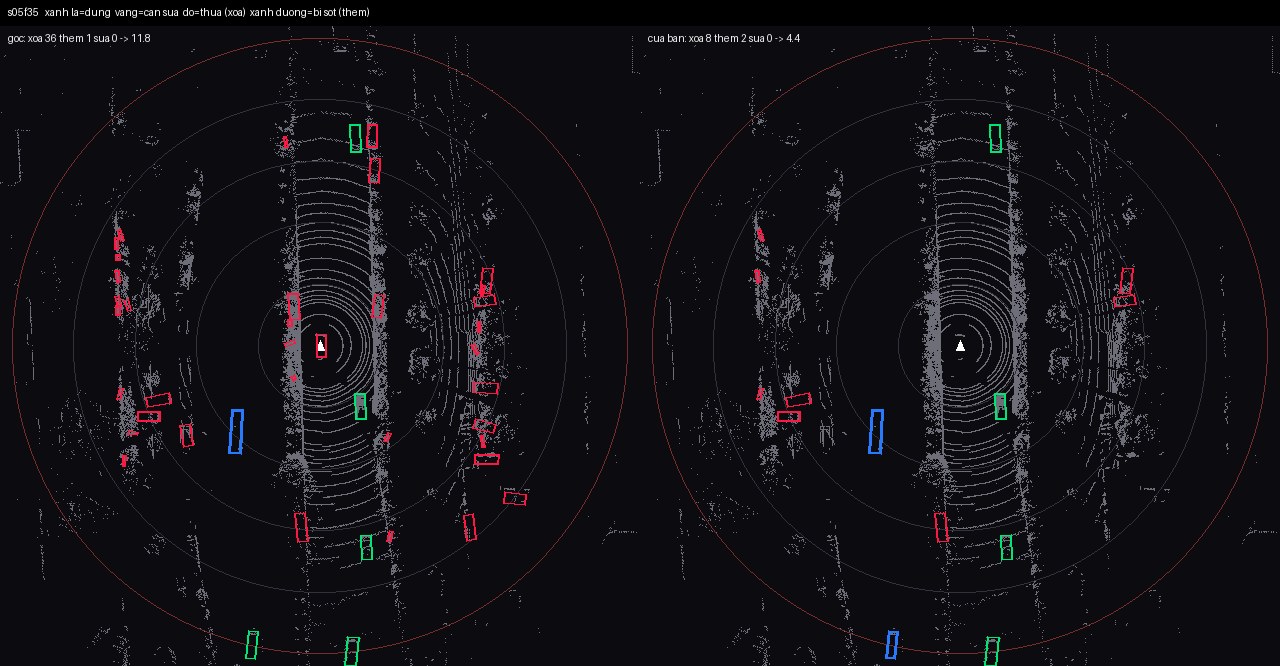 s05f35 xanh la=dung vang=can sua do=thua (xoa) xanh duong=bi sot (them)
goc: xoa 36 them 1 sua 0 -> 11.8
cua ban: xoa 8 them 2 sua 0 -> 4.4